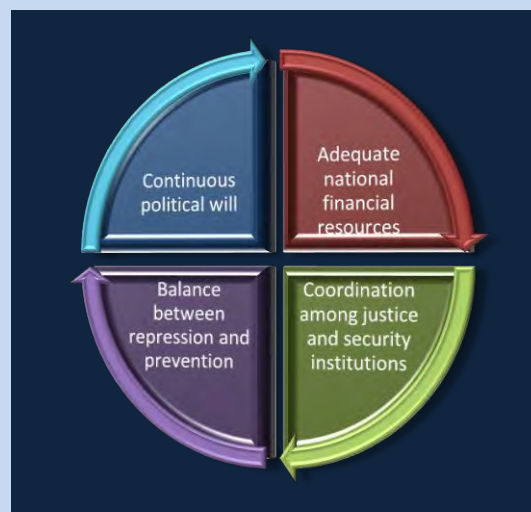 Continuous
political will
Adequate
national
financial
resources
Balance
between
repression and
prevention
Coordination
among justice
and security
institutions